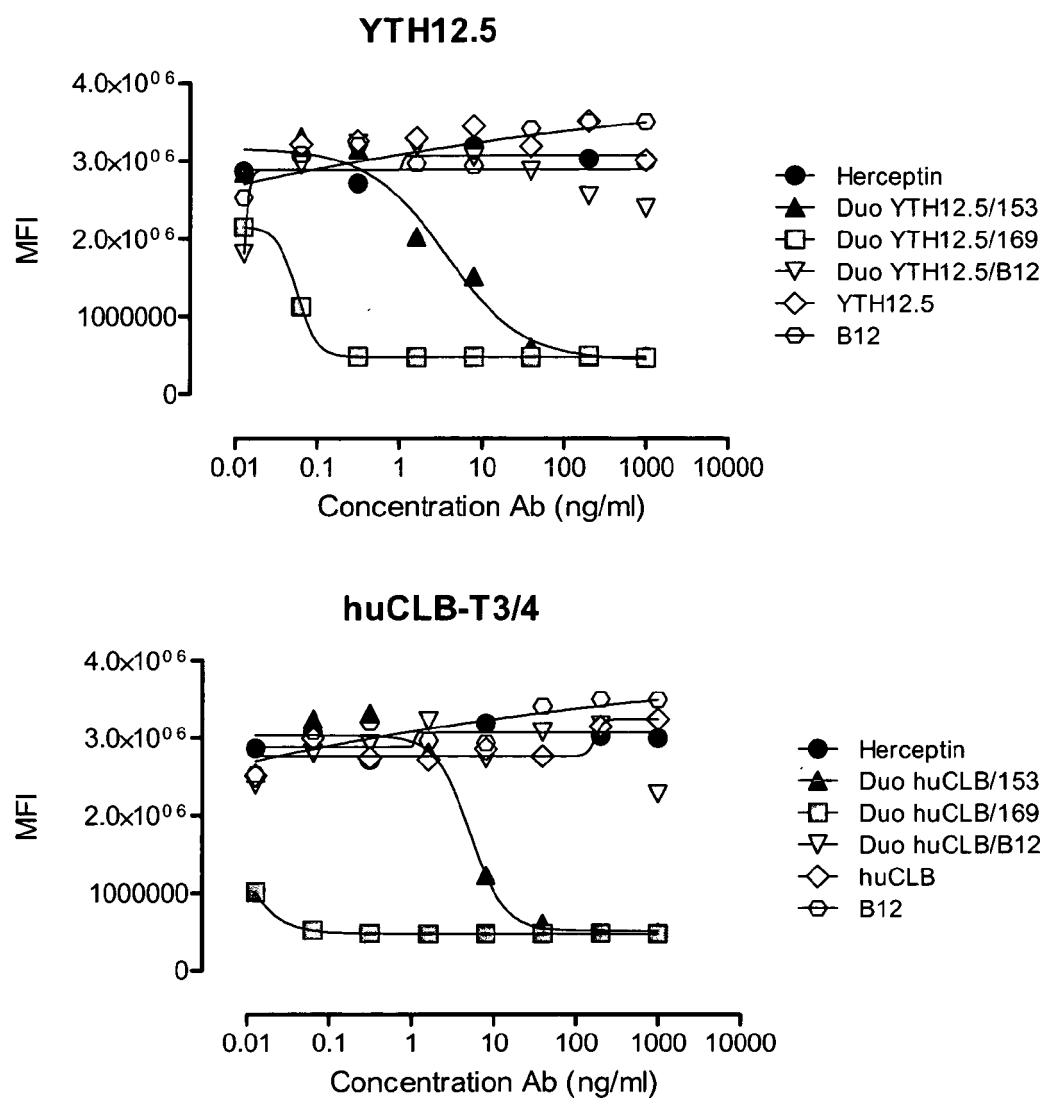 YTH12.5
4.0×10⁰⁶
3.0×10⁰⁶
2.0×10⁰⁶
1000000
0
MFI
0.01 0.1 1 10 100 1000 10000
Concentration Ab (ng/ml)
Herceptin
Duo YTH12.5/153
Duo YTH12.5/169
Duo YTH12.5/B12
YTH12.5
B12
huCLB-T3/4
4.0×10⁰⁶
3.0×10⁰⁶
2.0×10⁰⁶
1000000
0
MFI
0.01 0.1 1 10 100 1000 10000
Concentration Ab (ng/ml)
Herceptin
Duo huCLB/153
Duo huCLB/169
Duo huCLB/B12
huCLB
B12